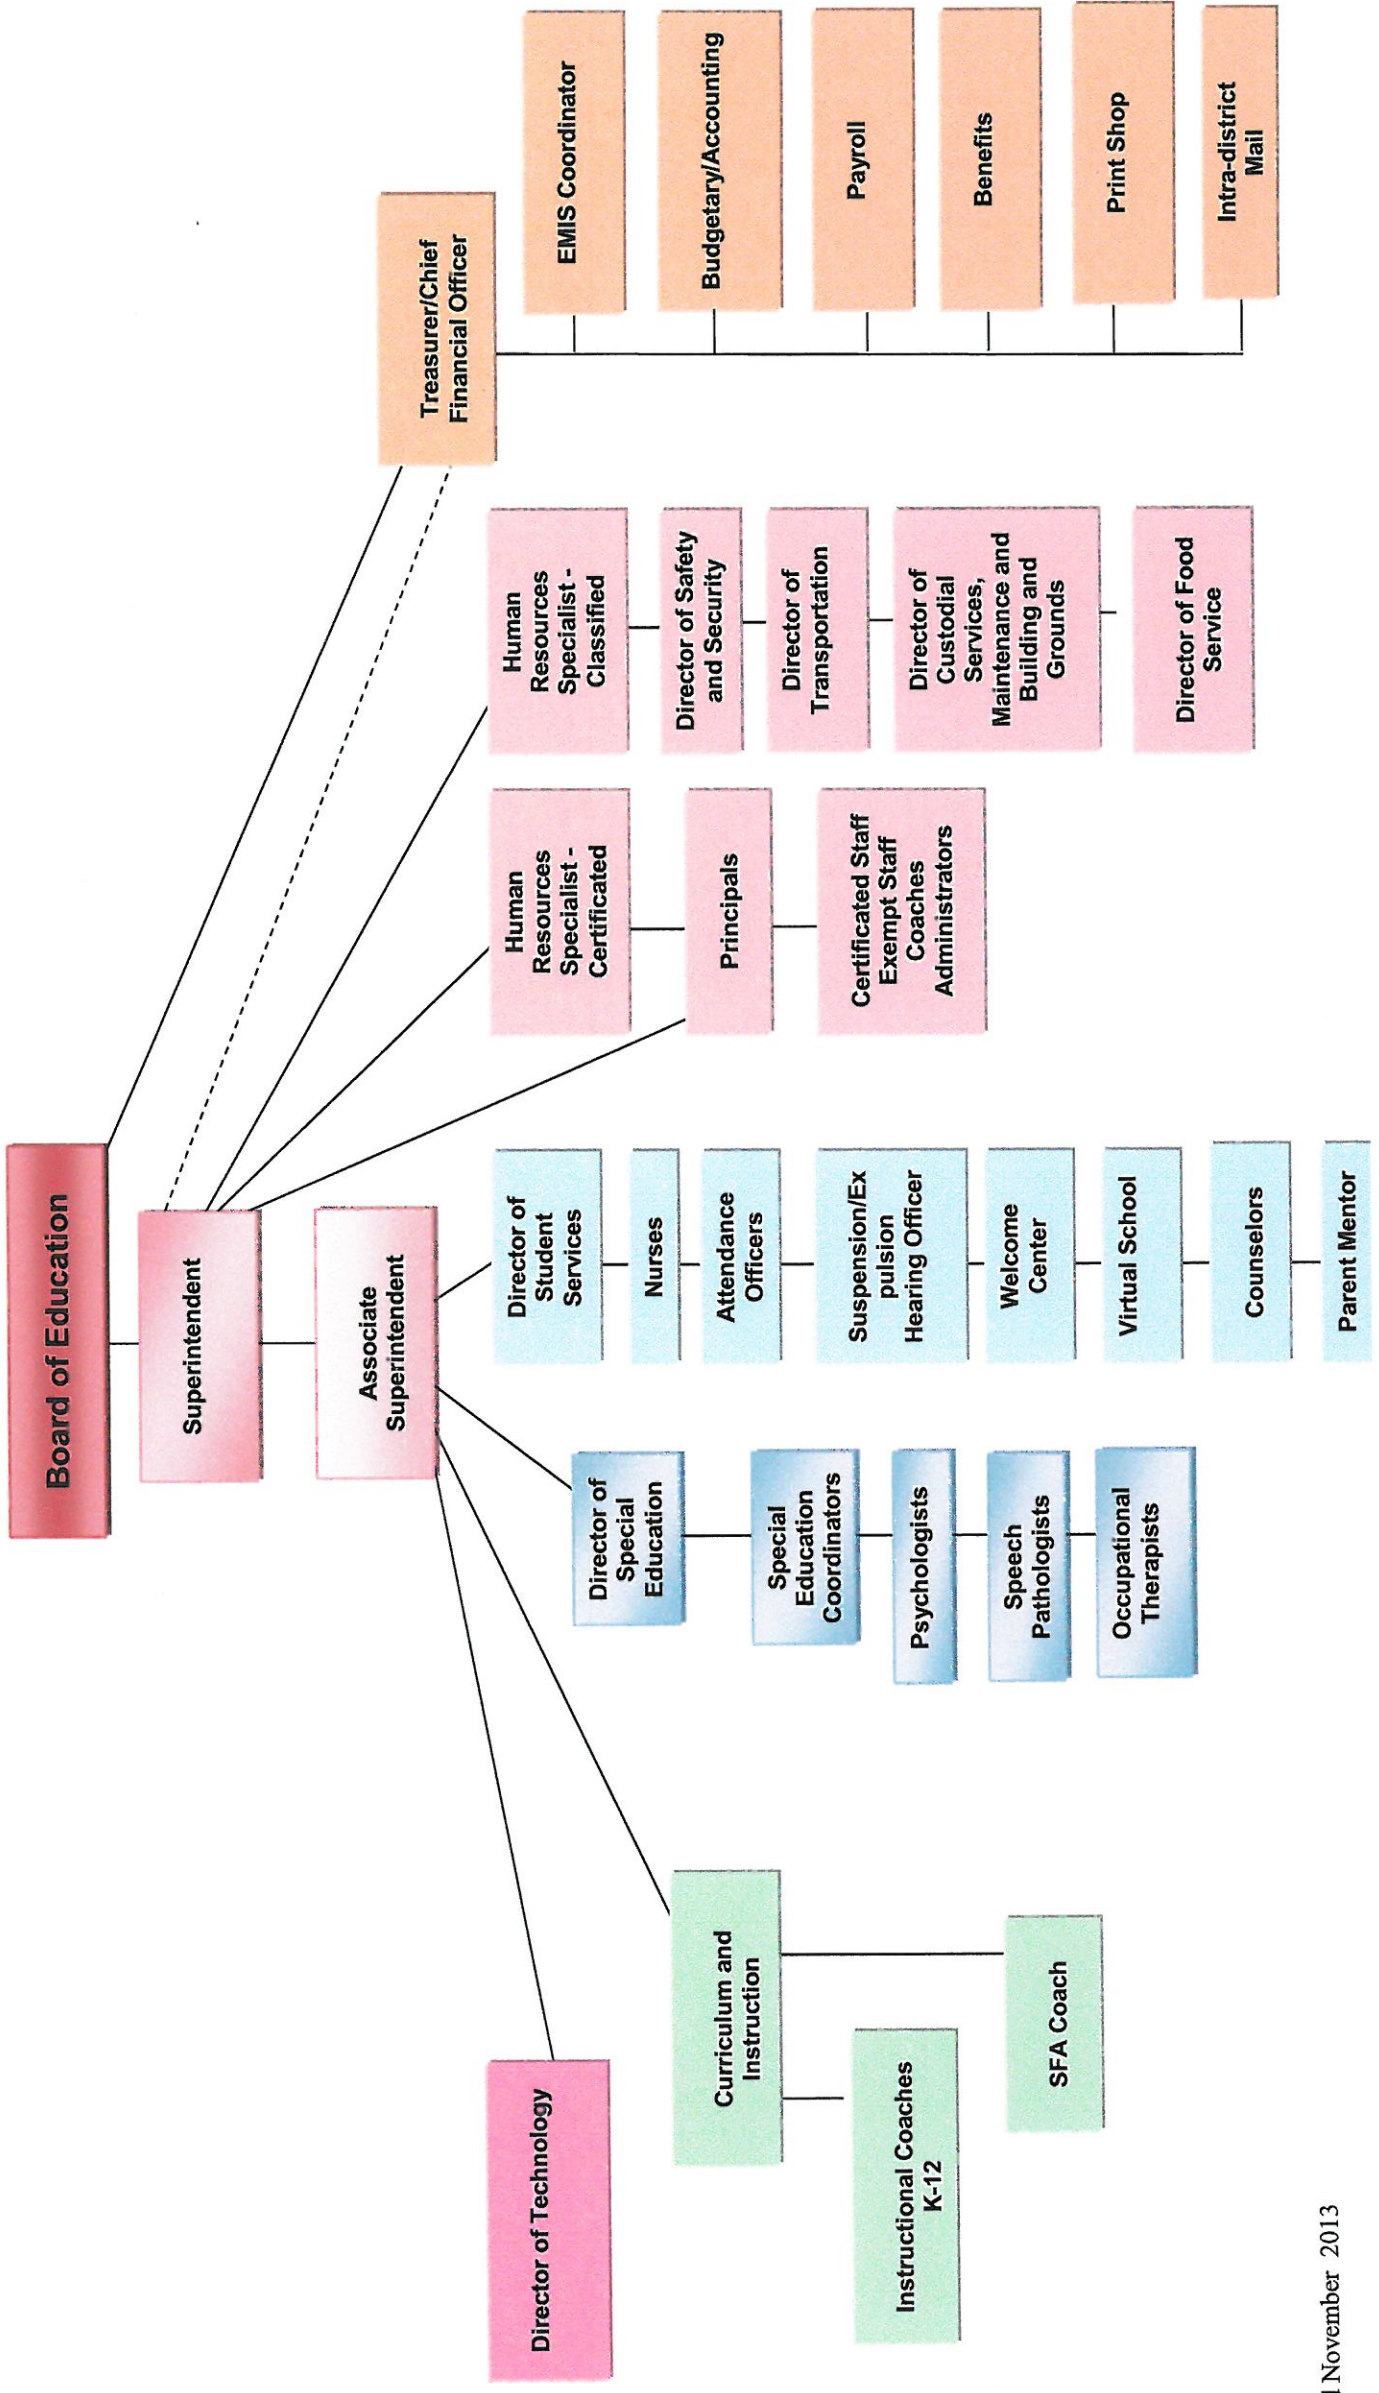 Board of Education
Superintendent
Associate
Superintendent
Treasurer/Chief
Financial Officer
Director of Technology
Curriculum and
Instruction
Instructional Coaches
K-12
SFA Coach
Director of
Special
Education
Special
Education
Coordinators
Psychologists
Speech
Pathologists
Occupational
Therapists
Director of
Student
Services
Nurses
Attendance
Officers
Suspension/Ex
pulsion
Hearing Officer
Welcome
Center
Virtual School
Counselors
Parent Mentor
Human
Resources
Specialist -
Certificated
Principals
Certificated Staff
Exempt Staff
Coaches
Administrators
Human
Resources
Specialist -
Classified
Director of Safety
and Security
Director of
Transportation
Director of
Custodial
Services,
Maintenance and
Building and
Grounds
Director of Food
Service
EMIS Coordinator
Budgetary/Accounting
Payroll
Benefits
Print Shop
Intra-district
Mail
November 2013